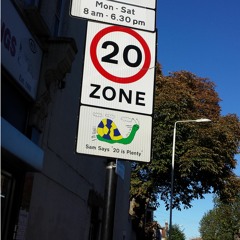 Mon - Sat
8 am - 6.30 pm
20
ZONE
Sam Says '20 is Plenty'